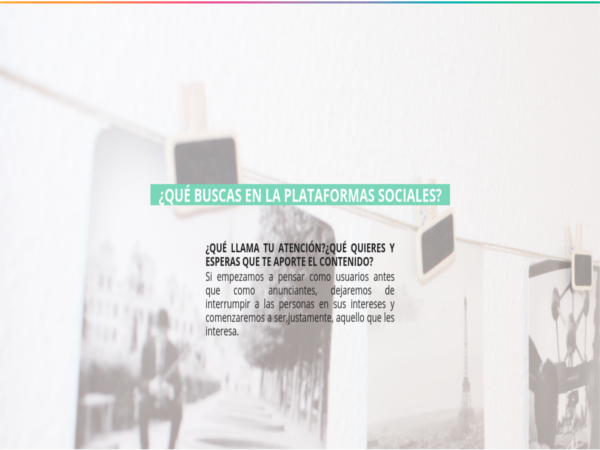 ¿QUÉ BUSCAS EN LA PLATAFORMAS SOCIALES?
¿QUÉ LLAMA TU ATENCIÓN?¿QUÉ QUIERES Y
ESPERAS QUE TE APORTE EL CONTENIDO?
Si empezamos a pensar como usuarios antes
que como anunciantes, dejaremos de
interrumpir a las personas en sus intereses y
comenzaremos a ser,justamente, aquello que les
interesa.